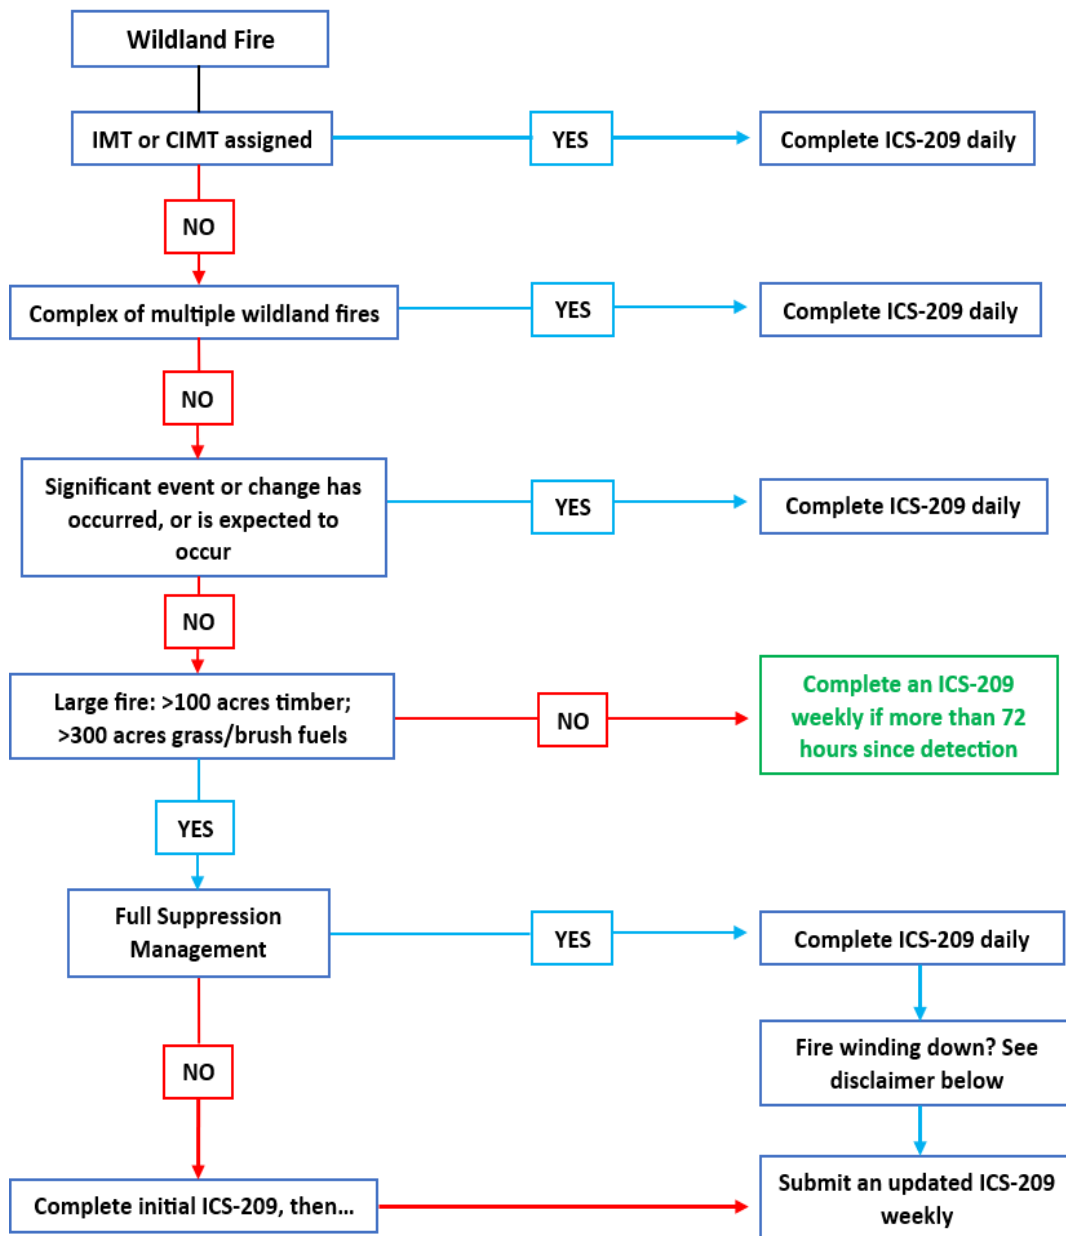 Wildland Fire
IMT or CIMT assigned
YES
Complete ICS-209 daily
NO
Complex of multiple wildland fires
YES
Complete ICS-209 daily
NO
Significant event or change has
occurred, or is expected to
occur
YES
Complete ICS-209 daily
NO
Large fire: >100 acres timber;
>300 acres grass/brush fuels
NO
Complete an ICS-209
weekly if more than 72
hours since detection
YES
Full Suppression
Management
YES
Complete ICS-209 daily
NO
Fire winding down? See
disclaimer below
Complete initial ICS-209, then...
Submit an updated ICS-209
weekly